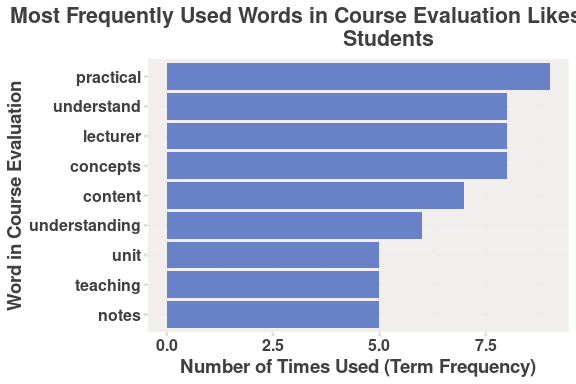 Most Frequently Used Words in Course Evaluation Likes
Students
Word in Course Evaluation
practical
understand
lecturer
concepts
content
understanding
unit
teaching
notes
0.0 2.5 5.0 7.5
Number of Times Used (Term Frequency)